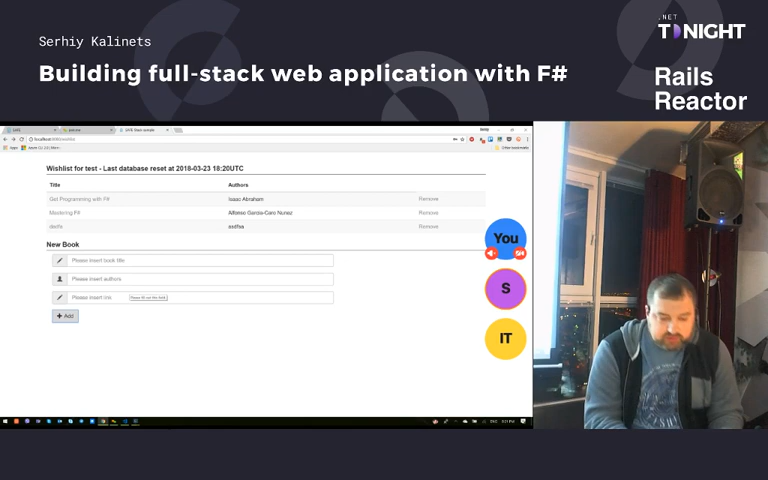 Serhiy Kalinets
Building full-stack web application with F#
.NET
TONIGHT
Rails
Reactor
Wishlist for test - Last database reset at 2018-03-23 18:20UTC
Title Authors
Get Programming with F# Isaac Abraham Remove
Mastering F# Alfonso Garcia-Caro Nunez Remove
Remove
New Book
Please insert book title
Please insert authors
Please insert link
Add
You
S
IT